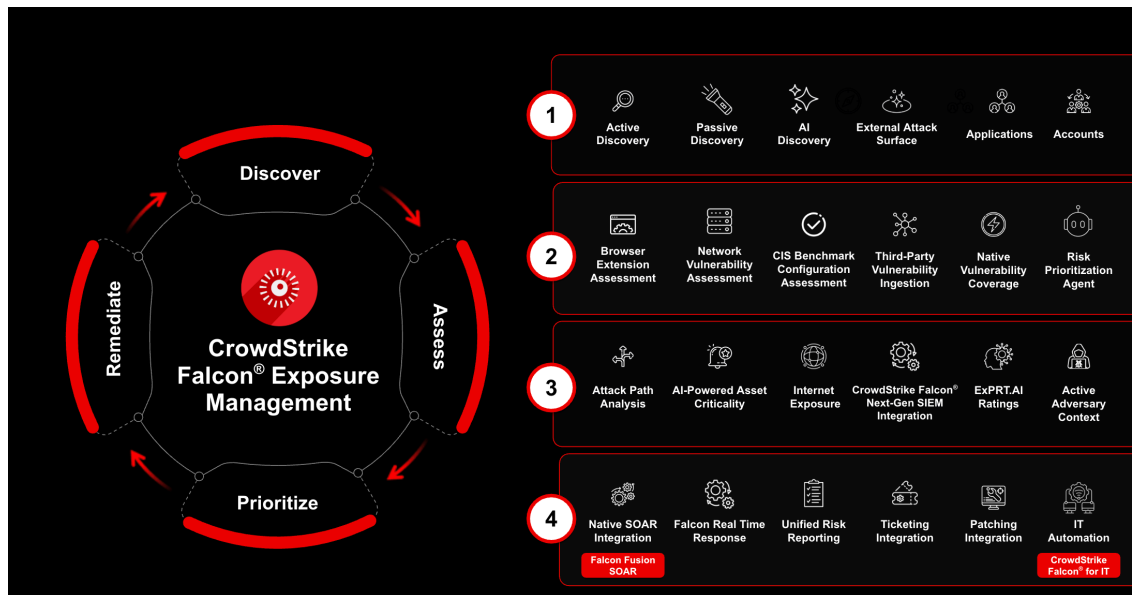 Discover
Assess
Prioritize
Remediate
CrowdStrike
Falcon® Exposure
Management
1
Active
Discovery
Passive
Discovery
AI
Discovery
External Attack
Surface
Applications
Accounts
2
Browser
Extension
Assessment
Network
Vulnerability
Assessment
CIS Benchmark
Configuration
Assessment
Third-Party
Vulnerability
Ingestion
Native
Vulnerability
Coverage
Risk
Prioritization
Agent
3
Attack Path
Analysis
AI-Powered Asset
Criticality
Internet
Exposure
CrowdStrike Falcon®
Next-Gen SIEM
Integration
ExPRT.AI
Ratings
Active
Adversary
Context
4
Native SOAR
Integration
Falcon Fusion
SOAR
Falcon Real Time
Response
Unified Risk
Reporting
Ticketing
Integration
Patching
Integration
IT
Automation
CrowdStrike
Falcon® for IT